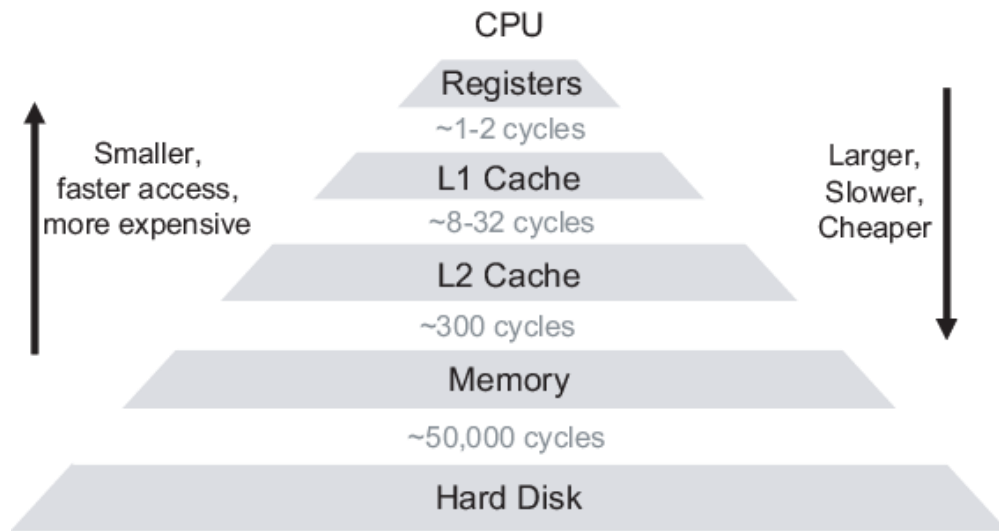 CPU
Registers
~1-2 cycles
Smaller,
faster access,
more expensive
L1 Cache
Larger,
Slower,
Cheaper
~8-32 cycles
L2 Cache
~300 cycles
Memory
~50,000 cycles
Hard Disk